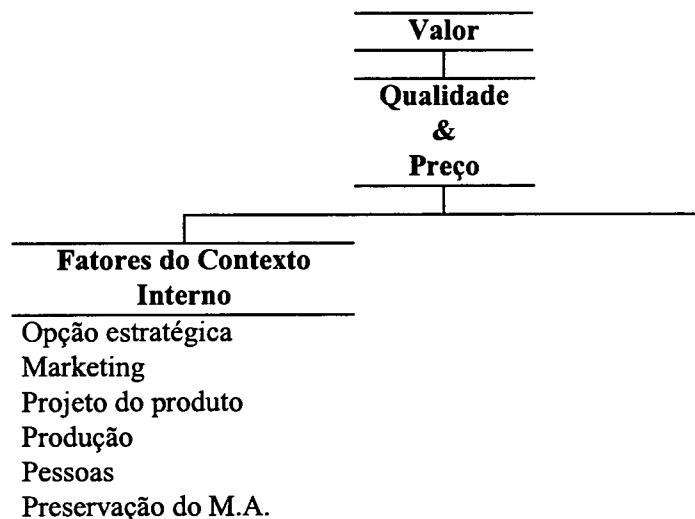 Valor
Qualidade
&
Preço
Fatores do Contexto
Interno
Opção estratégica
Marketing
Projeto do produto
Produção
Pessoas
Preservação do M.A.